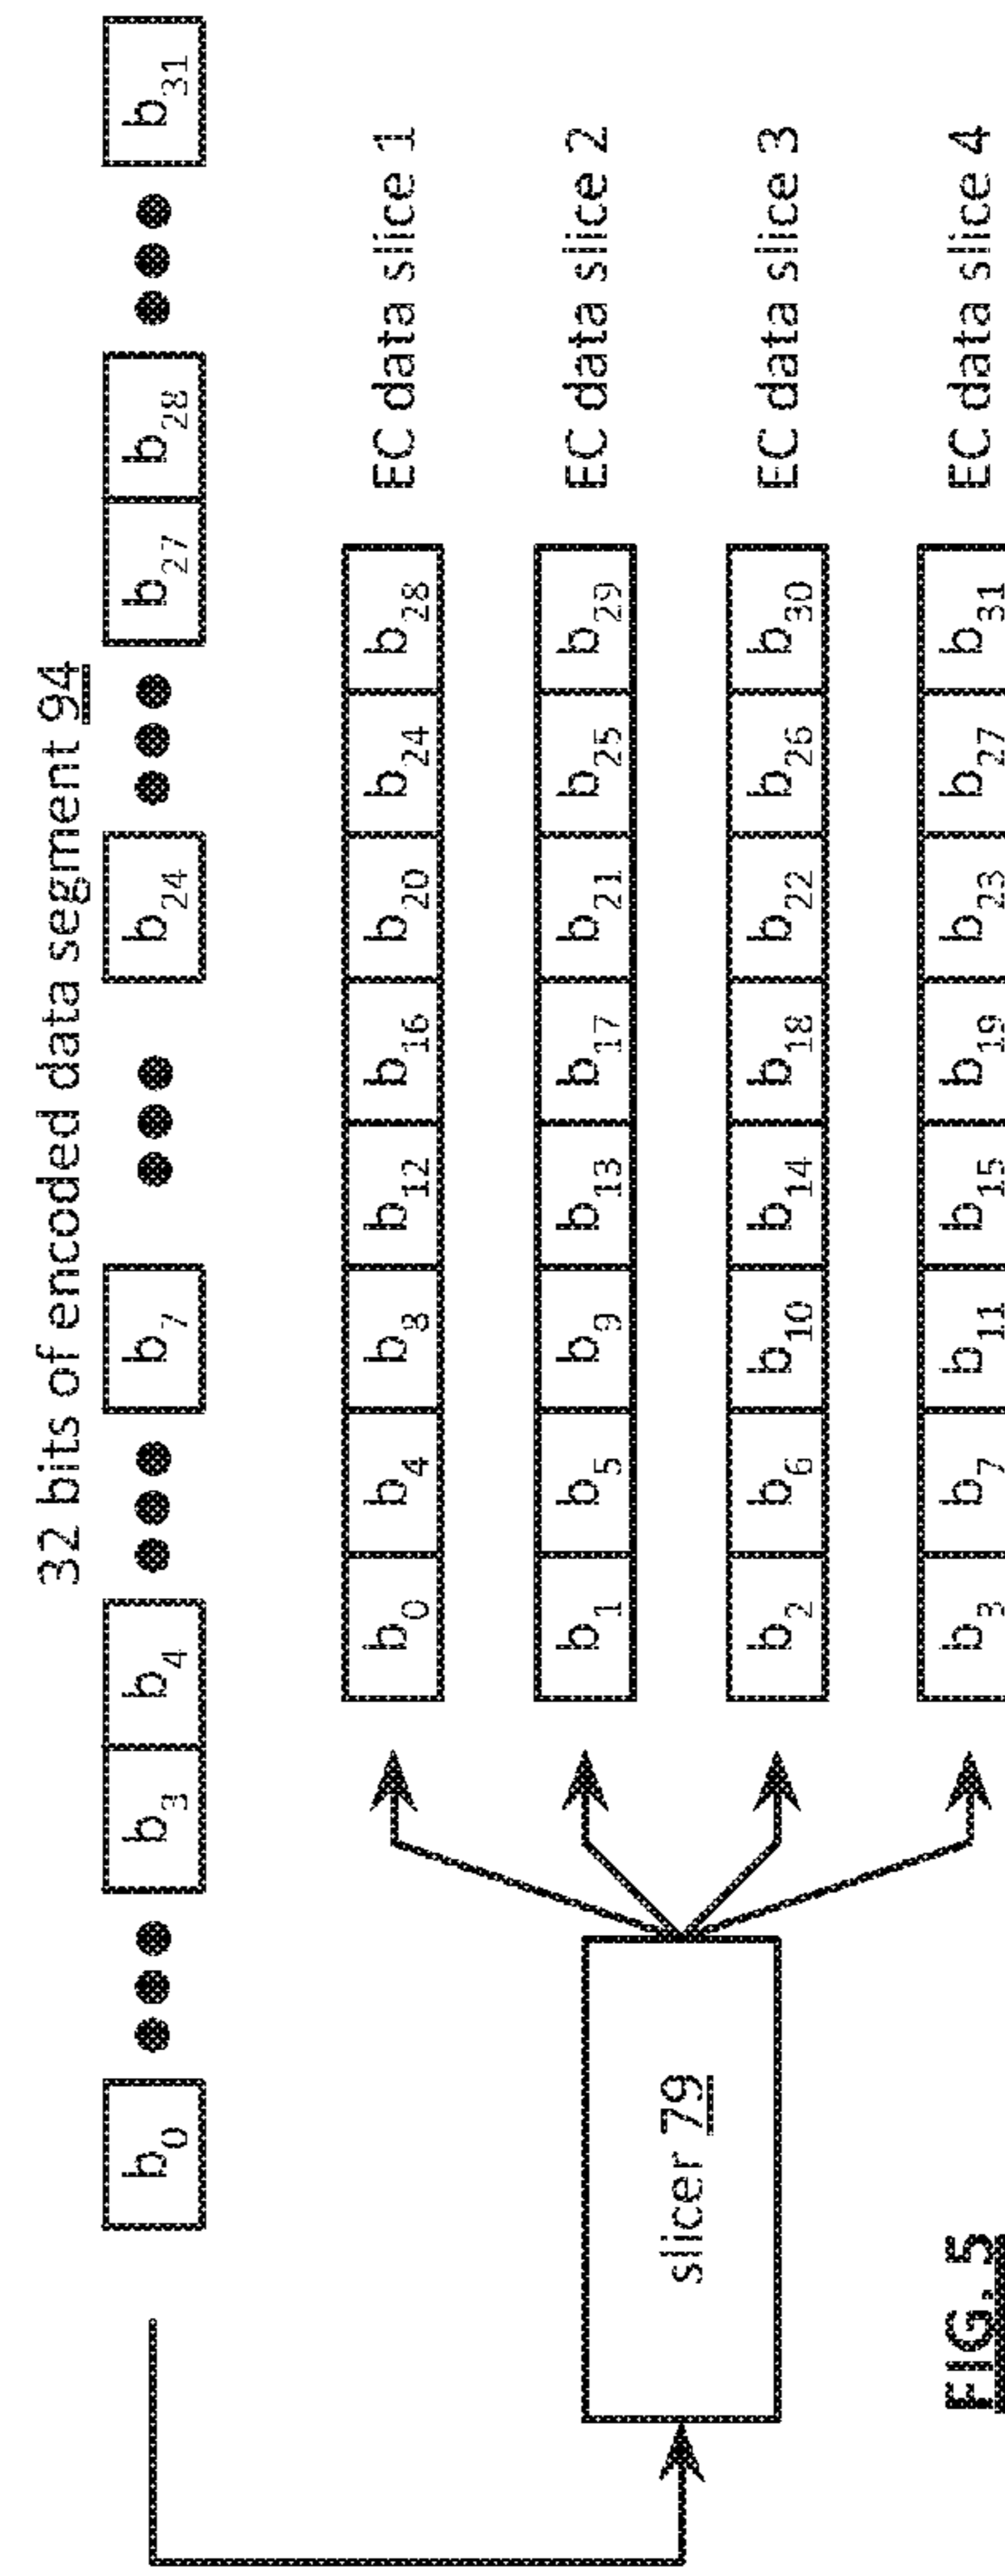 32 bits of encoded data segment 94
b0 b3 b4 b7 b24 b27 b28 b31
b0 b4 b8 b12 b16 b20 b24 b28 EC data slice 1
b1 b5 b9 b13 b17 b21 b25 b29 EC data slice 2
slicer 79
b2 b6 b10 b14 b18 b22 b26 b30 EC data slice 3
b3 b7 b11 b15 b19 b23 b27 b31 EC data slice 4
FIG. 5